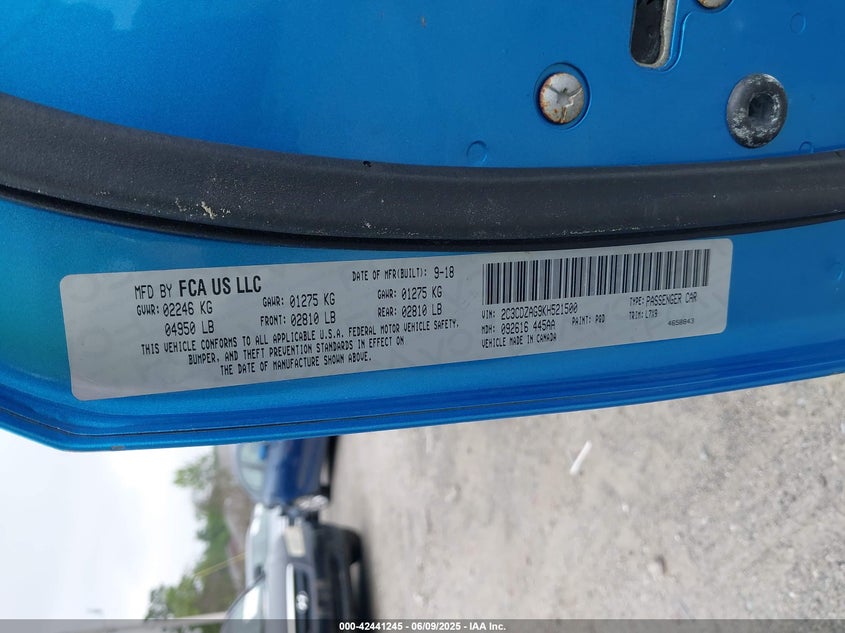 MFD BY FCA US LLC
DATE OF MFR(BUILT): 9-18
GVWR: 02246 KG
04950 LB
GAWR: 01275 KG
FRONT: 02810 LB
GAWR: 01275 KG
REAR: 02810 LB
THIS VEHICLE CONFORMS TO ALL APPLICABLE U.S.A. FEDERAL MOTOR VEHICLE SAFETY,
BUMPER, AND THEFT PREVENTION STANDARDS IN EFFECT ON
THE DATE OF MANUFACTURE SHOWN ABOVE.
VIN: 2C3CDZAG9KH521500
TYPE: PASSENGER CAR
MDH: 092616 445AA
PAINT: PRD
TRIM: L7X9
VEHICLE MADE IN CANADA
4658843
000-42441245 - 06/09/2025 - IAA Inc.